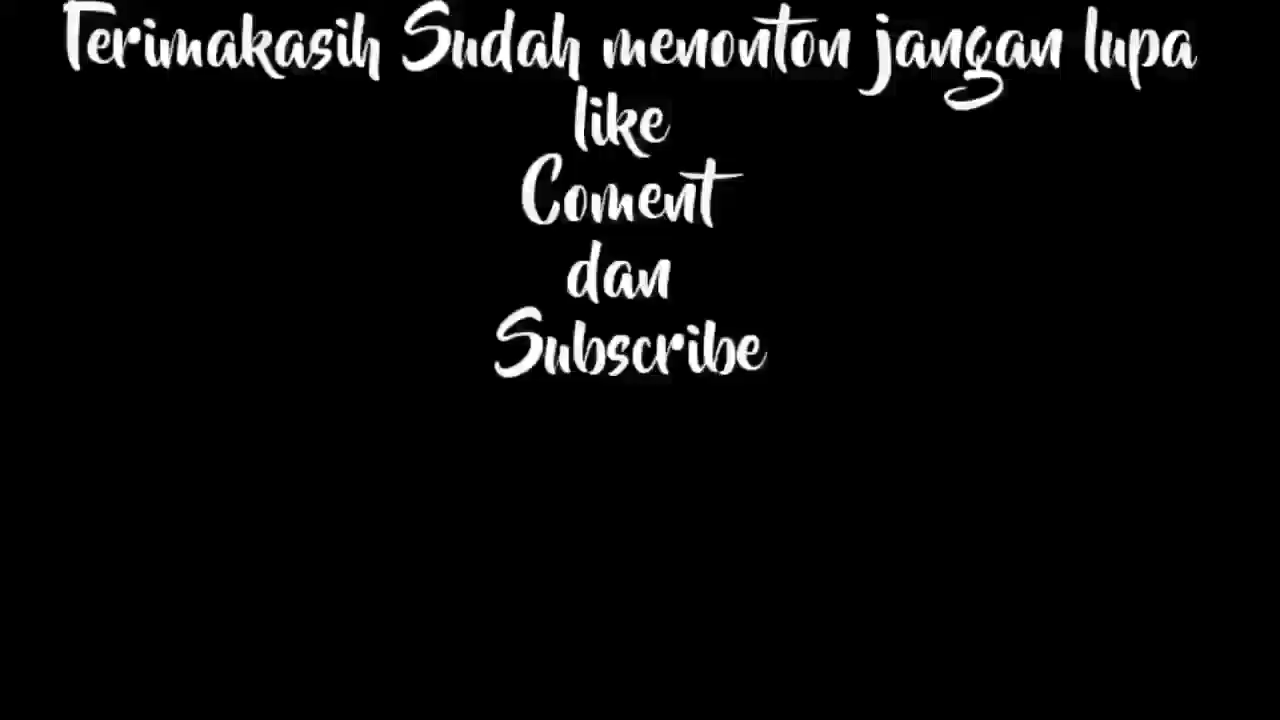 Terimakasih Sudah menonton jangan lupa
like
Coment
dan
Subscribe